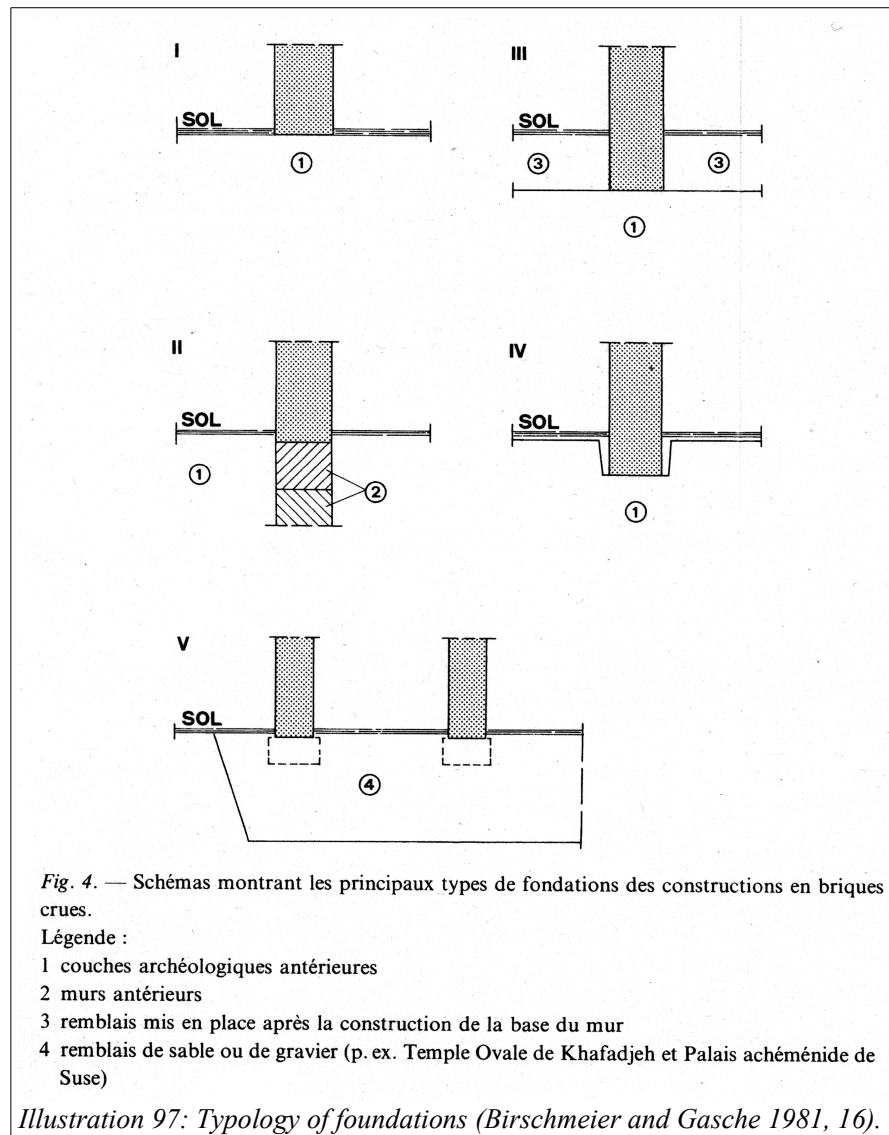 I
III
SOL
SOL
1
3
3
1
II
IV
SOL
SOL
1
2
1
V
SOL
4
Fig. 4. — Schémas montrant les principaux types de fondations des constructions en briques
crues.
Légende :
1 couches archéologiques antérieures
2 murs antérieurs
3 remblais mis en place après la construction de la base du mur
4 remblais de sable ou de gravier (p. ex. Temple Ovale de Khafadjeh et Palais achéménide de
Suse)
Illustration 97: Typology of foundations (Birschmeier and Gasche 1981, 16).